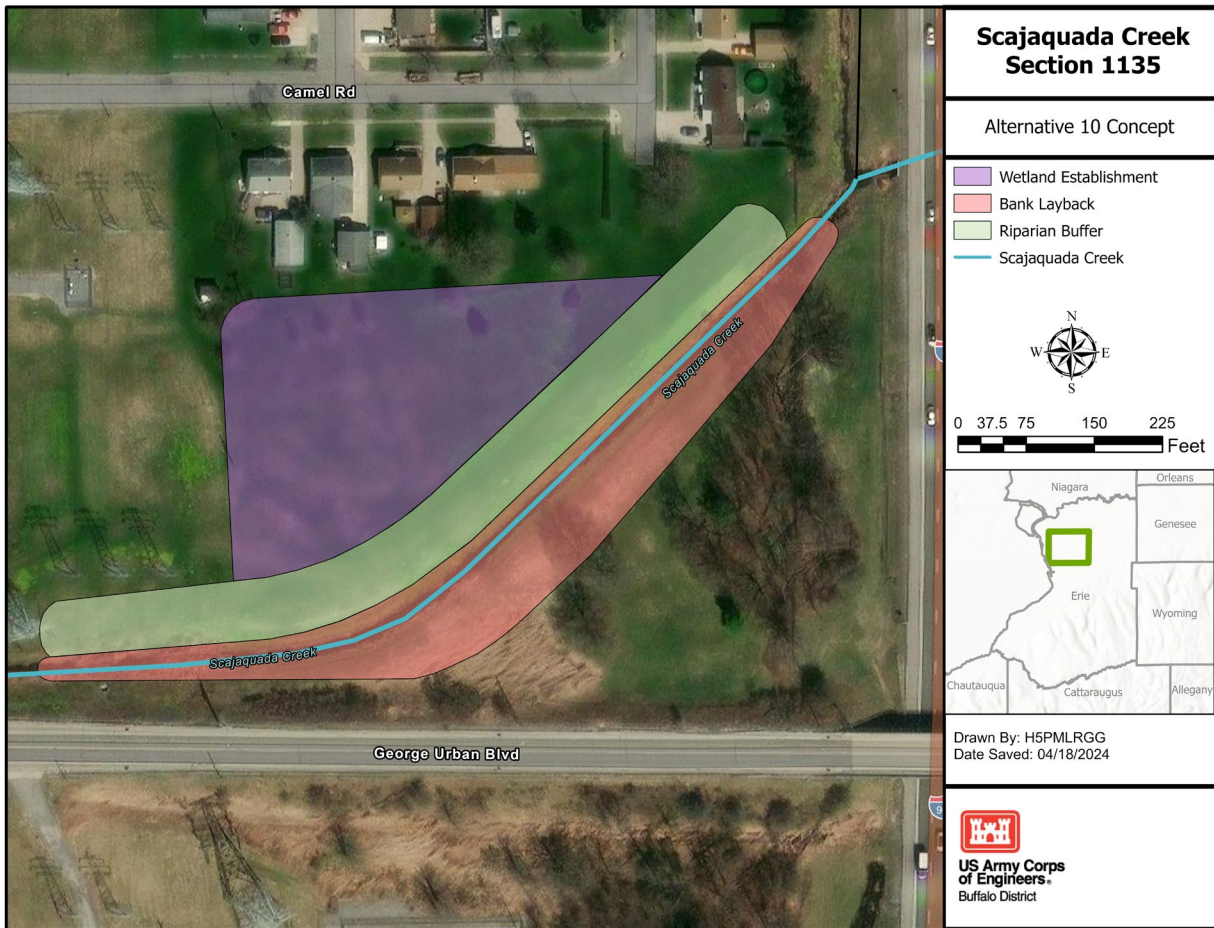 Scajaquada Creek
Section 1135
Alternative 10 Concept
Wetland Establishment
Bank Layback
Riparian Buffer
Scajaquada Creek
N
W E
S
0 37.5 75 150 225
Feet
Niagara
Orleans
Genesee
Erie
Wyoming
Chautauqua
Cattaraugus
Allegany
Drawn By: H5PMLRGG
Date Saved: 04/18/2024
US Army Corps
of Engineers®
Buffalo District
Camel Rd
Scajaquada Creek
Scajaquada Creek
George Urban Blvd